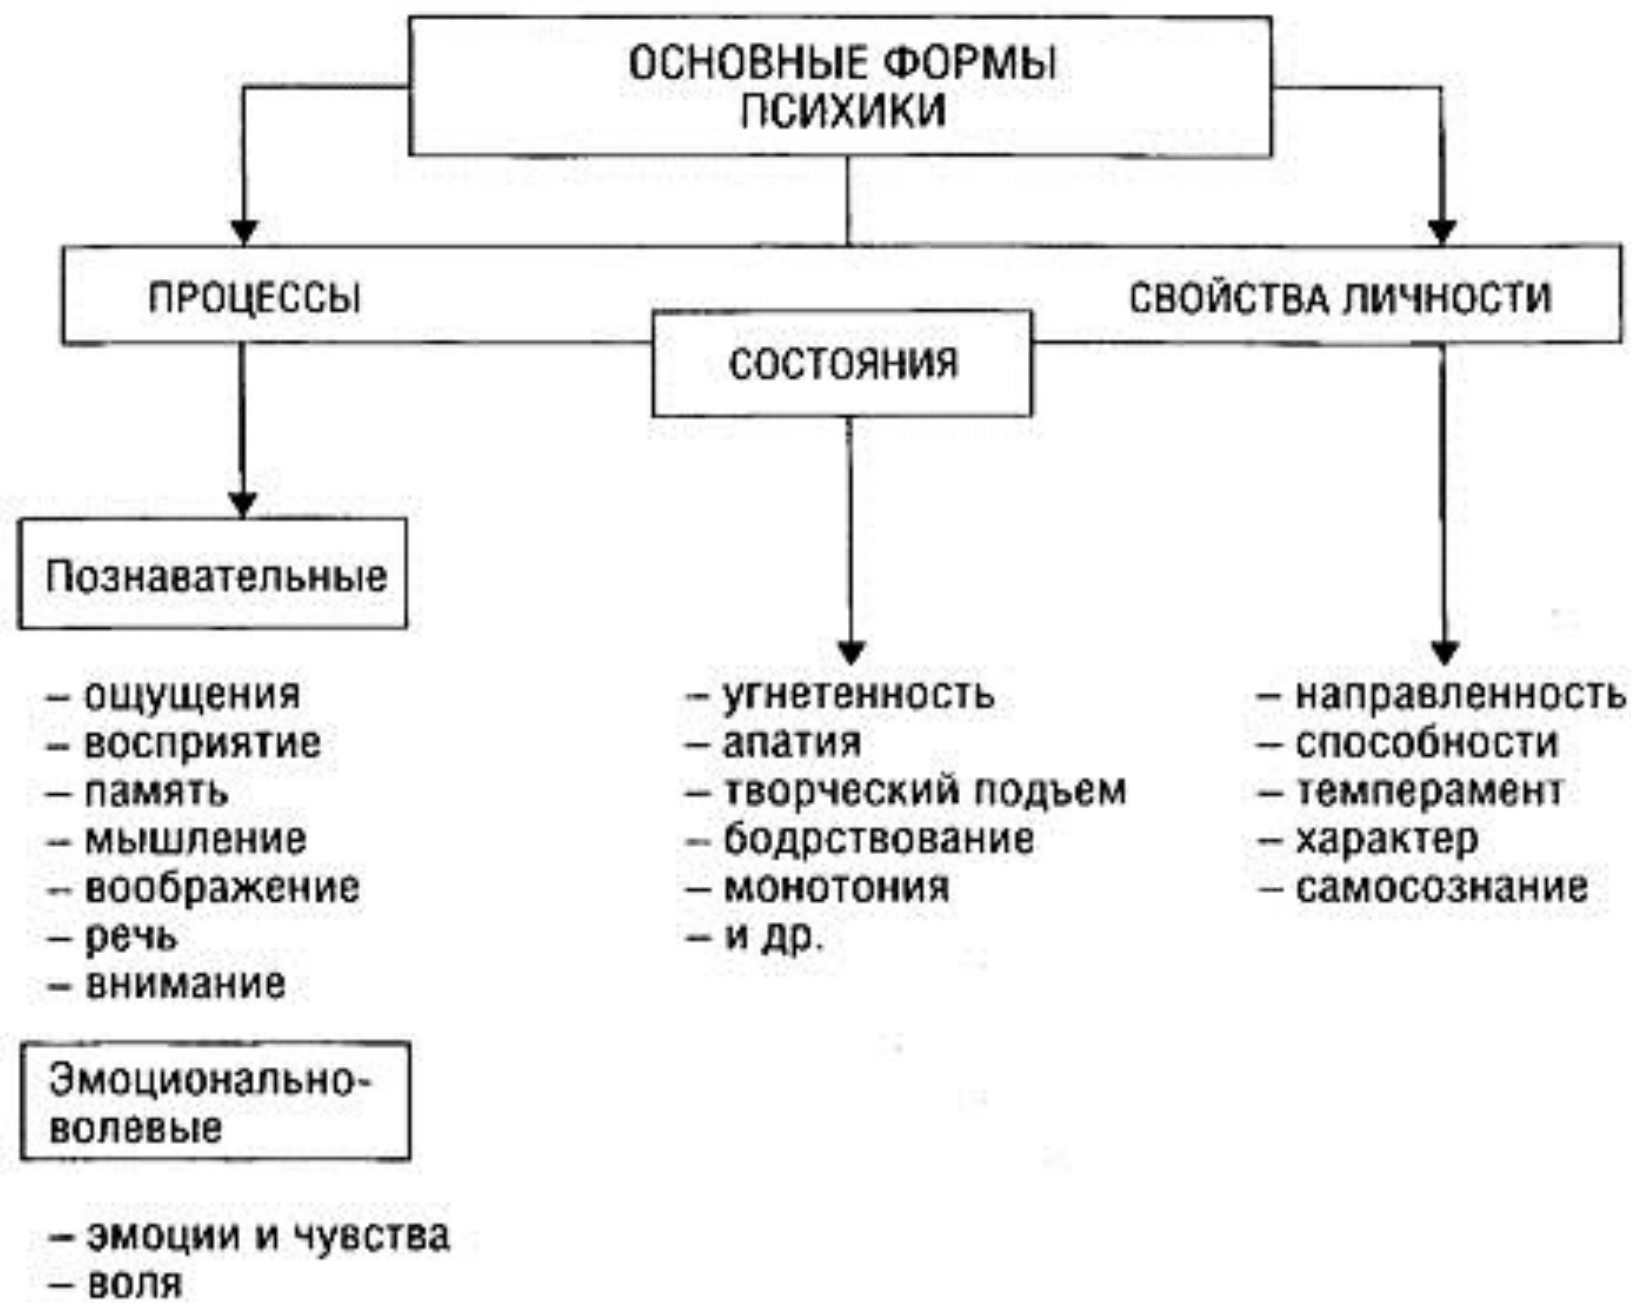 ОСНОВНЫЕ ФОРМЫ
ПСИХИКИ
ПРОЦЕССЫ
СВОЙСТВА ЛИЧНОСТИ
СОСТОЯНИЯ
Познавательные
– ощущения
– восприятие
– память
– мышление
– воображение
– речь
– внимание
Эмоционально-
волевые
– эмоции и чувства
– воля
– угнетенность
– апатия
– творческий подъем
– бодрствование
– монотония
– и др.
– направленность
– способности
– темперамент
– характер
– самосознание